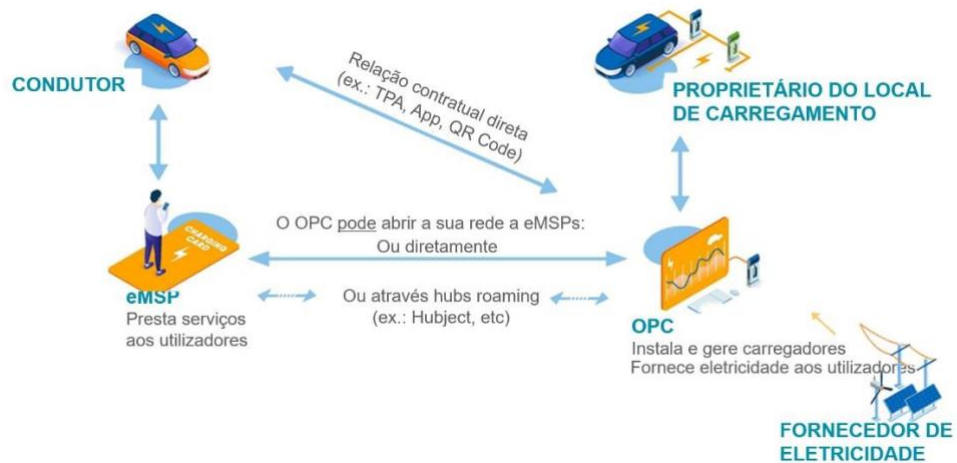 CONDUTOR
Relação contratual direta
(ex.: TPA, App, QR Code)
PROPRIETÁRIO DO LOCAL
DE CARREGAMENTO
CHARGING
CARD
O OPC pode abrir a sua rede a eMSPs:
Ou diretamente
eMSP
Presta serviços
aos utilizadores
Ou através hubs roaming
(ex.: Hubject, etc)
OPC
Instala e gere carregadores
Fornece eletricidade aos utilizadores
FORNECEDOR DE
ELETRICIDADE